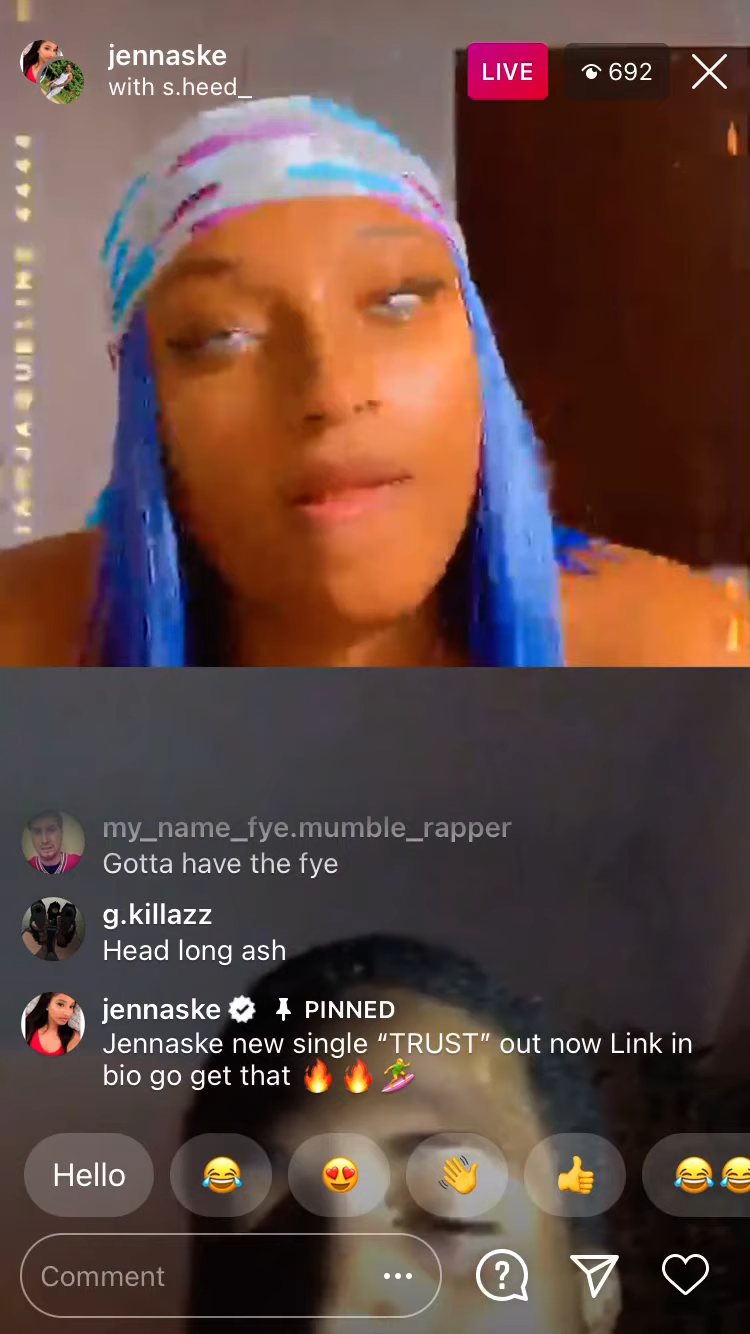 jennaske
with s.heed_
LIVE
692
my_name_fye.mumble_rapper
Gotta have the fye
g.killazz
Head long ash
jennaske PINNED
Jennaske new single “TRUST” out now Link in
bio go get that 🔥 🔥 🏄‍♀️
Hello 😂 😍 👋 👍 😂😂
Comment